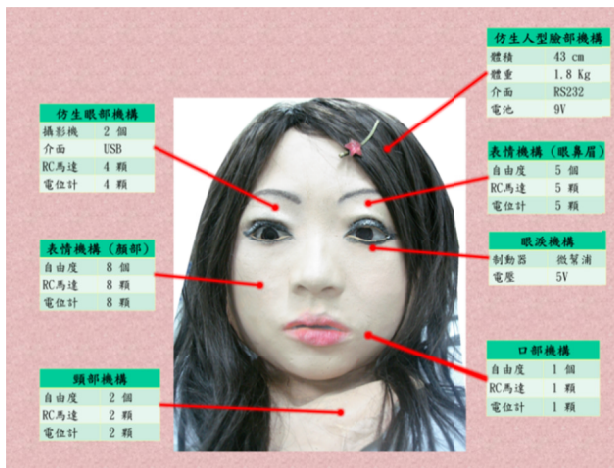 仿生人型臉部機構
體積 43 cm
體重 1.8 Kg
介面 RS232
電池 9V
仿生眼部機構
攝影機 2 個
介面 USB
RC馬達 4 顆
電位計 4 顆
表情機構 (眼鼻眉)
自由度 5 個
RC馬達 5 顆
電位計 5 顆
表情機構 (顏部)
自由度 8 個
RC馬達 8 顆
電位計 8 顆
眼淚機構
制動器 微幫浦
電壓 5V
頸部機構
自由度 2 個
RC馬達 2 顆
電位計 2 顆
口部機構
自由度 1 個
RC馬達 1 顆
電位計 1 顆